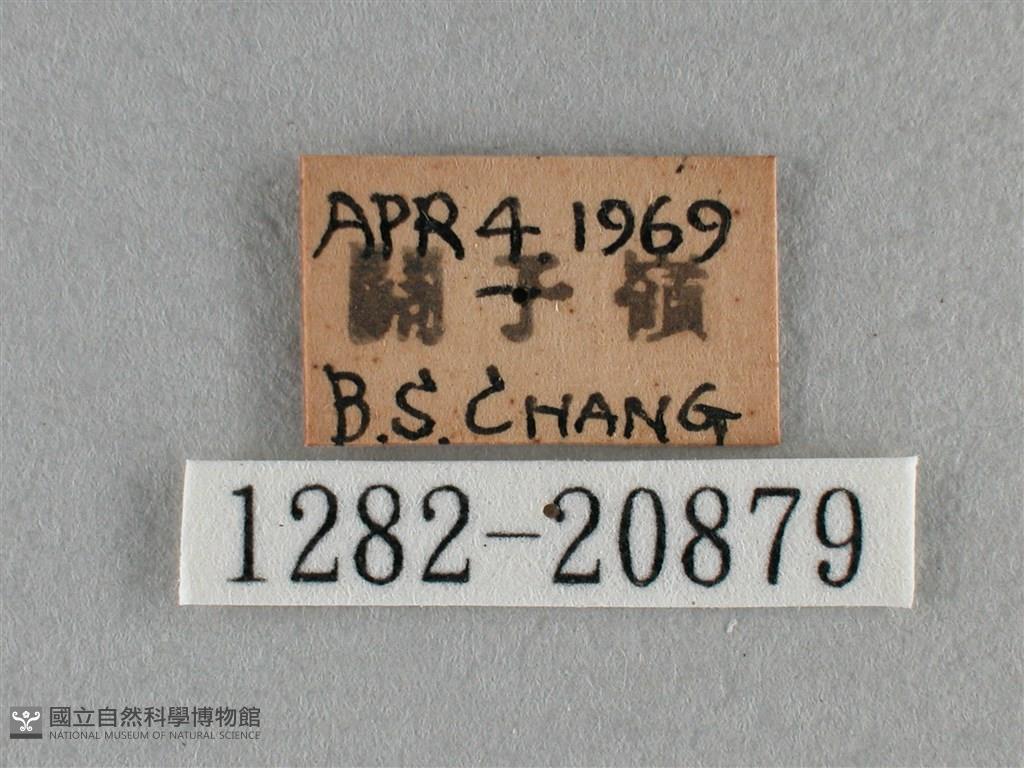 APR 4. 1969
關子嶺
B.S. CHANG
1282-20879
國立自然科學博物館
NATIONAL MUSEUM OF NATURAL SCIENCE